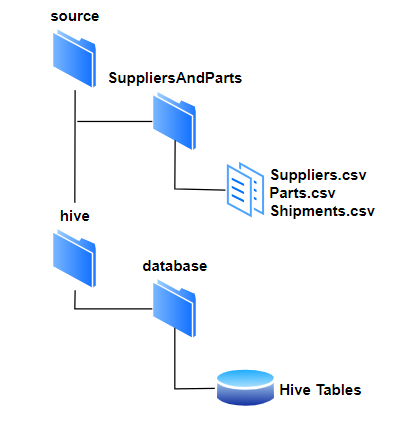 source
SuppliersAndParts
Suppliers.csv
Parts.csv
Shipments.csv
hive
database
Hive Tables